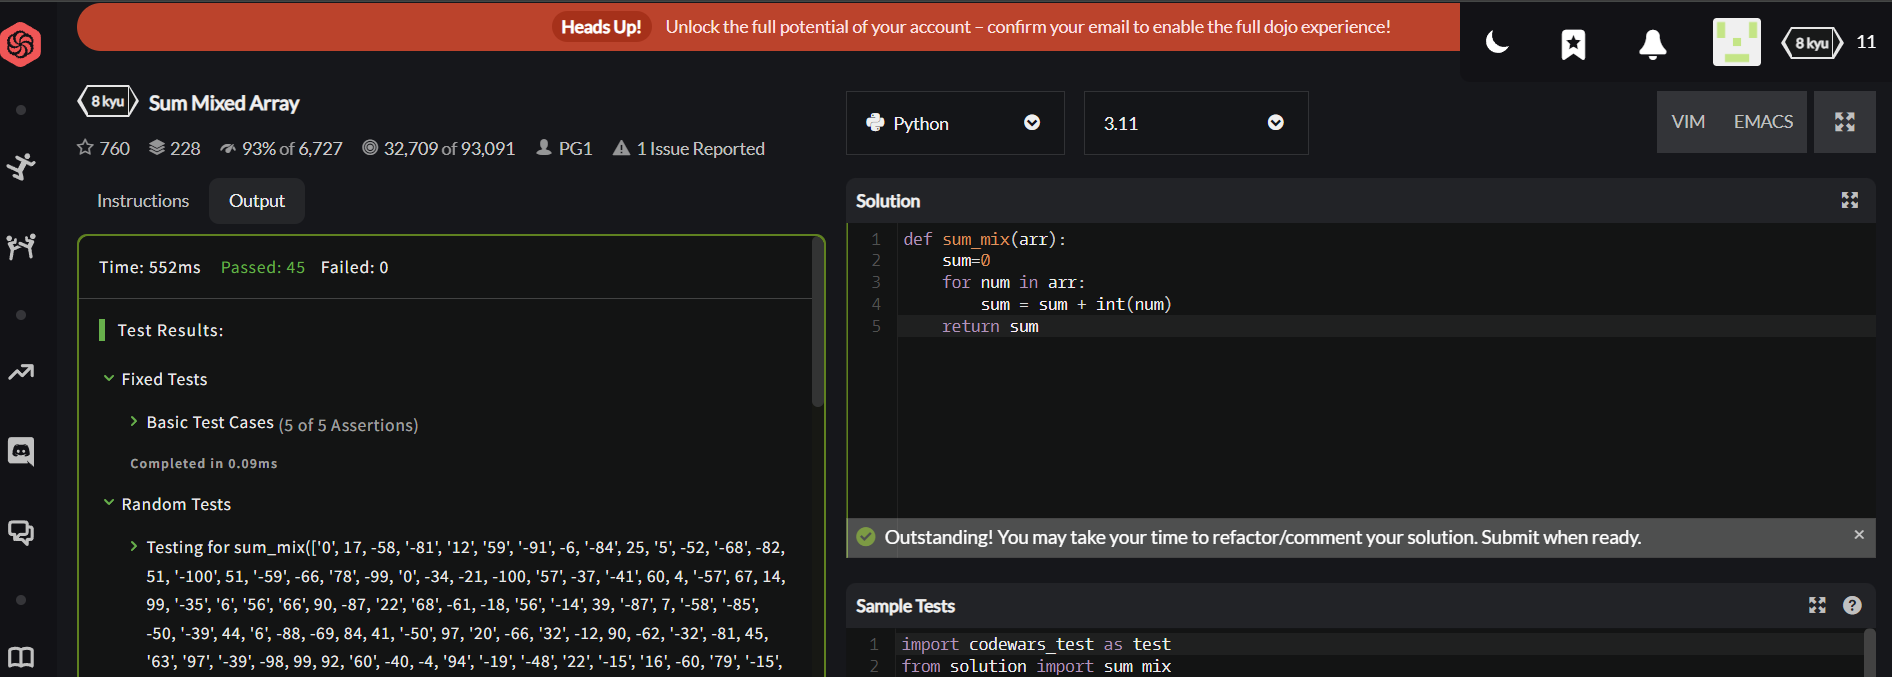 Heads Up! Unlock the full potential of your account – confirm your email to enable the full dojo experience!
8 kyu 11
8 kyu Sum Mixed Array
760 228 93% of 6,727 32,709 of 93,091 PG1 1 Issue Reported
Python
3.11
VIM EMACS
Instructions Output
Time: 552ms Passed: 45 Failed: 0
Test Results:
Fixed Tests
Basic Test Cases (5 of 5 Assertions)
Completed in 0.09ms
Random Tests
Testing for sum_mix(['0', 17, -58, '-81', '12', '59', '-91', -6, '-84', 25, '5', -52, '-68', -82,
51, '-100', 51, '-59', -66, '78', -99, '0', -34, -21, -100, '57', -37, '-41', 60, 4, '-57', 67, 14,
99, '-35', '6', '56', '66', 90, -87, '22', '68', -61, -18, '56', '-14', 39, '-87', 7, '-58', '-85',
-50, '-39', 44, '6', -88, -69, 84, 41, '-50', 97, '20', -66, '32', -12, 90, -62, '-32', -81, 45,
'63', '97', '-39', -98, 99, 92, '60', -40, -4, '94', '-19', '-48', '22', '-15', '16', -60, '79', '-15',
Solution
1 def sum_mix(arr):
2 sum=0
3 for num in arr:
4 sum = sum + int(num)
5 return sum
Outstanding! You may take your time to refactor/comment your solution. Submit when ready. ×
Sample Tests ?
1 import codewars_test as test
2 from solution import sum_mix